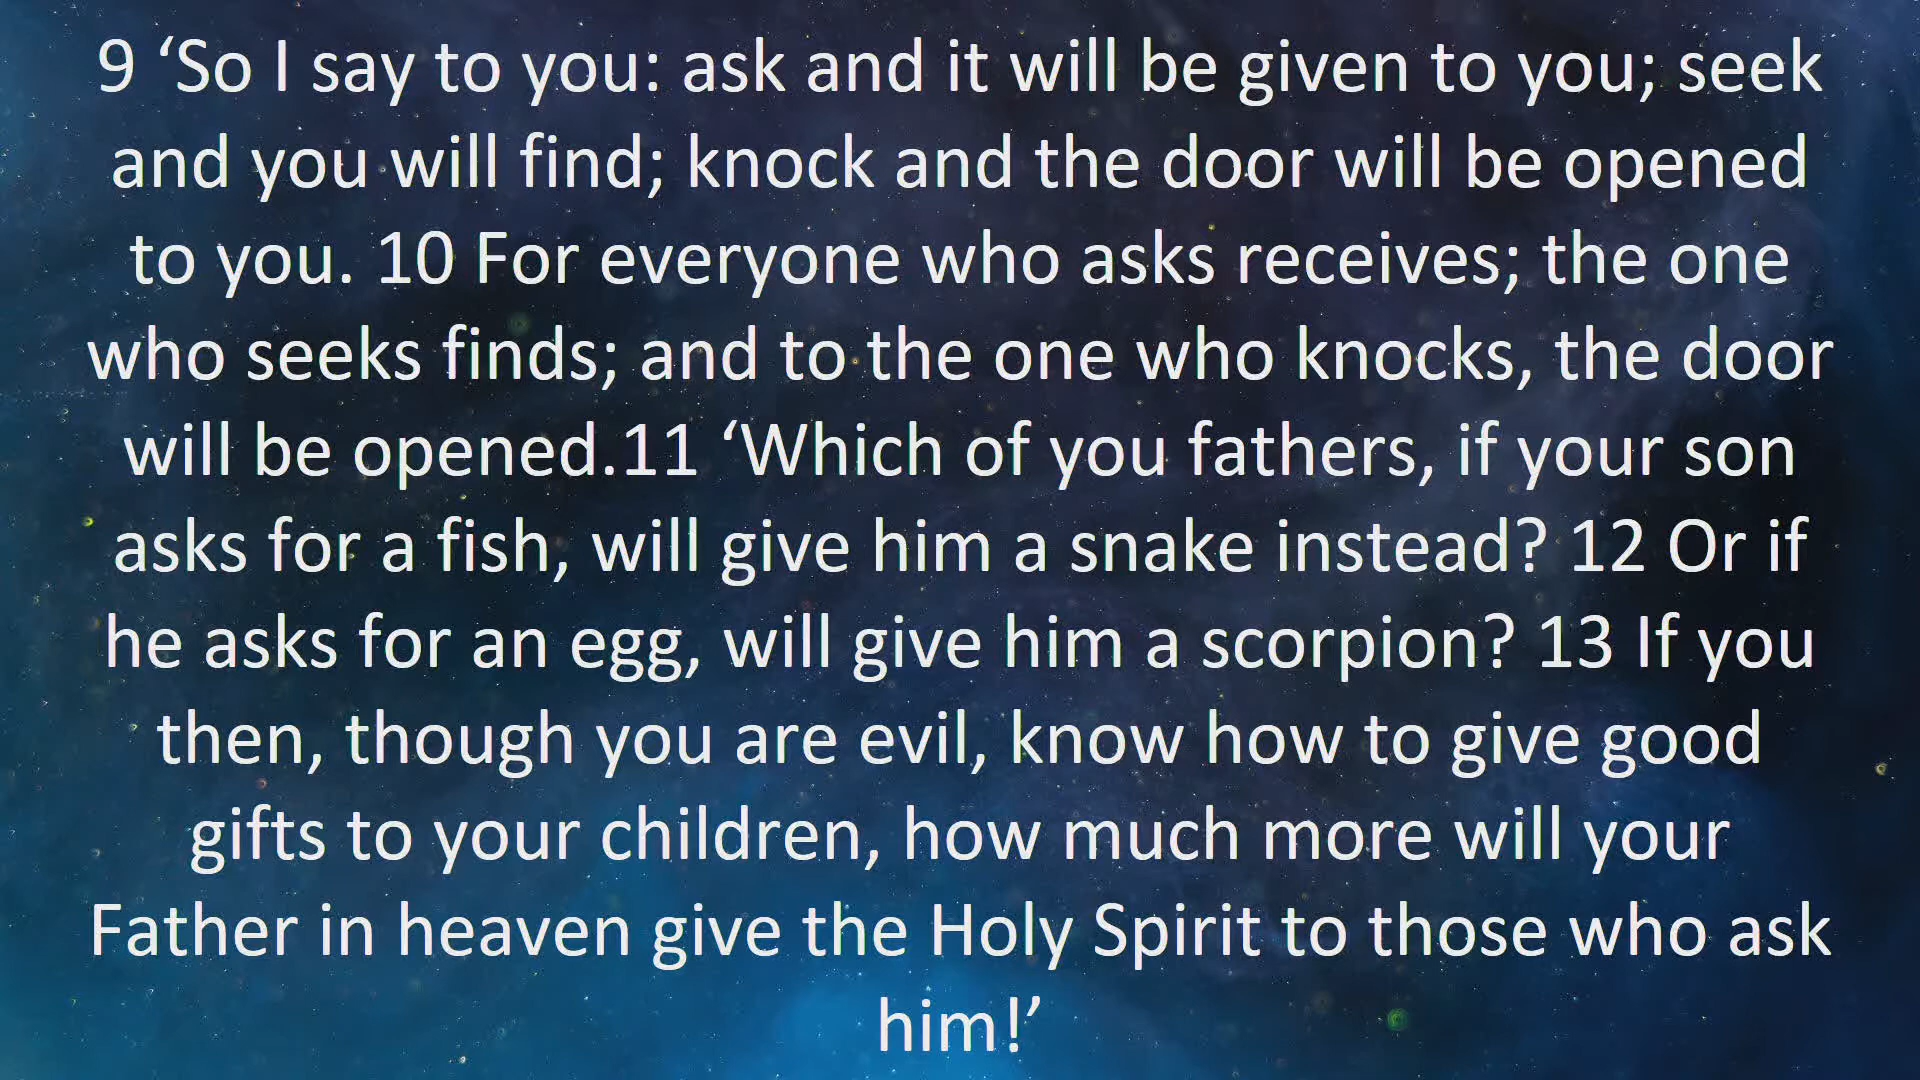 9 ‘So I say to you: ask and it will be given to you; seek
and you will find; knock and the door will be opened
to you. 10 For everyone who asks receives; the one
who seeks finds; and to the one who knocks, the door
will be opened.11 ‘Which of you fathers, if your son
asks for a fish, will give him a snake instead? 12 Or if
he asks for an egg, will give him a scorpion? 13 If you
then, though you are evil, know how to give good
gifts to your children, how much more will your
Father in heaven give the Holy Spirit to those who ask
him!’